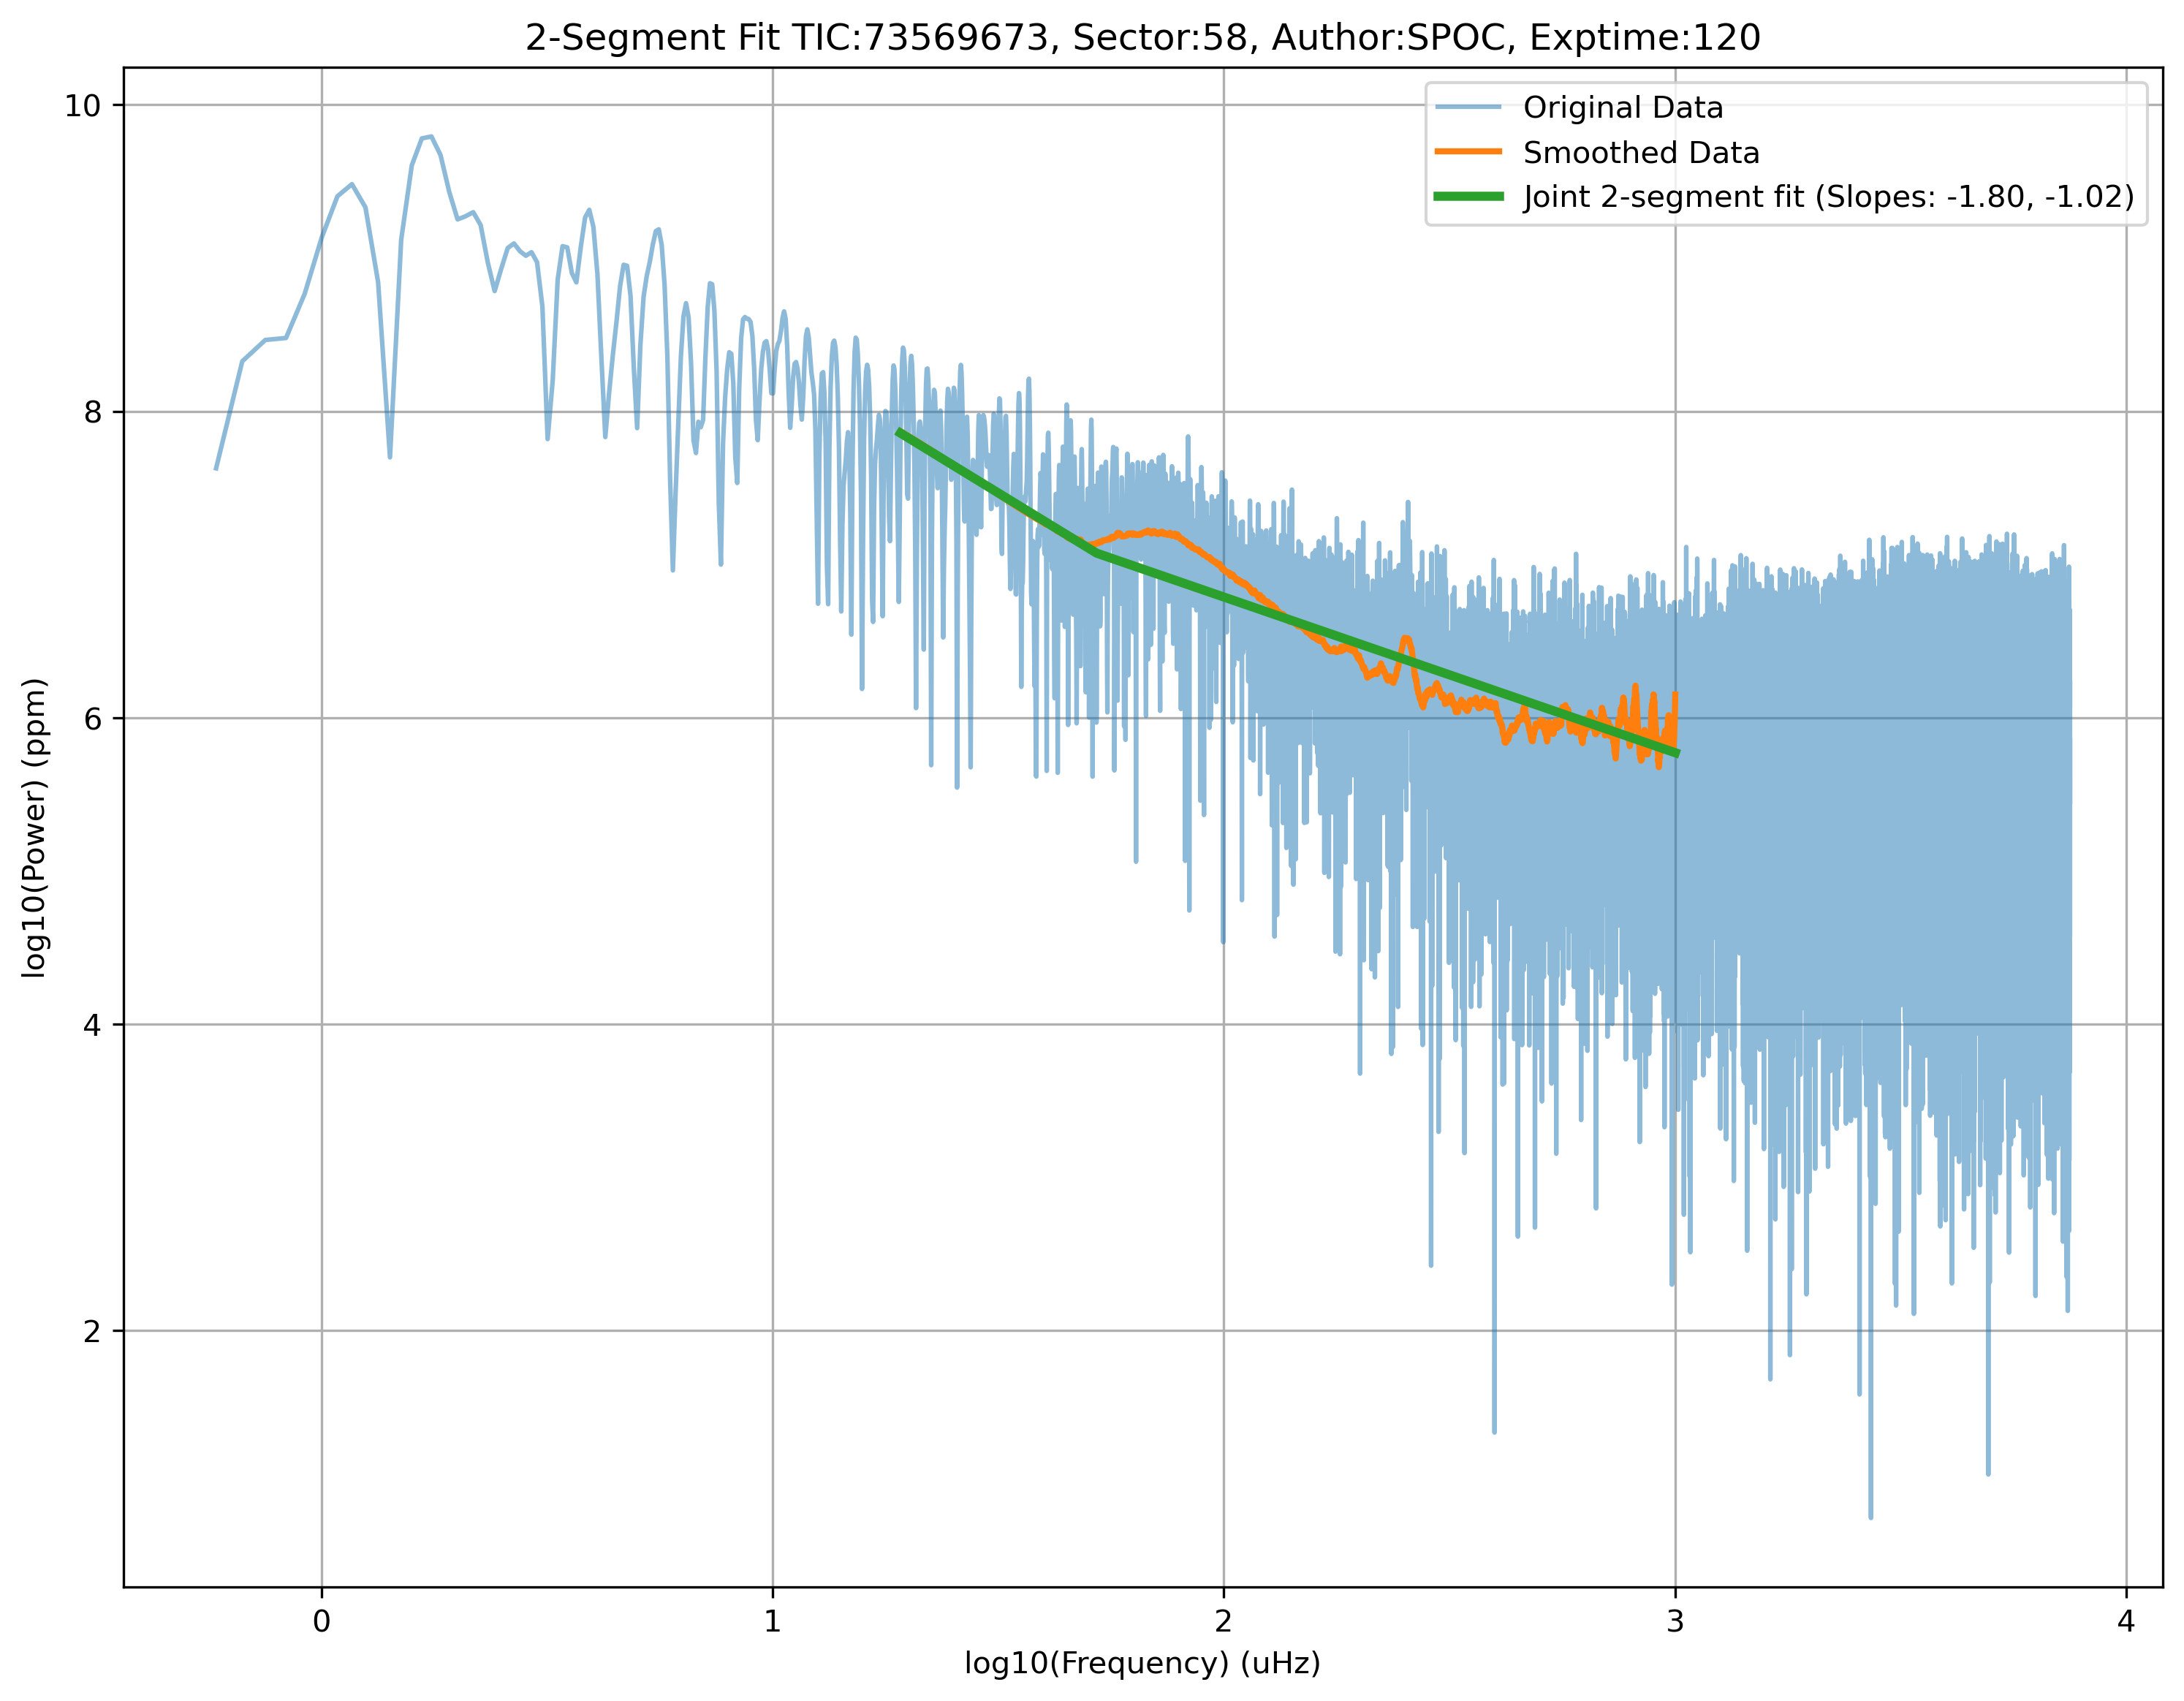 2-Segment Fit TIC:73569673, Sector:58, Author:SPOC, Exptime:120
Original Data
Smoothed Data
Joint 2-segment fit (Slopes: -1.80, -1.02)
log10(Power) (ppm)
10
8
6
4
2
0 1 2 3 4
log10(Frequency) (uHz)